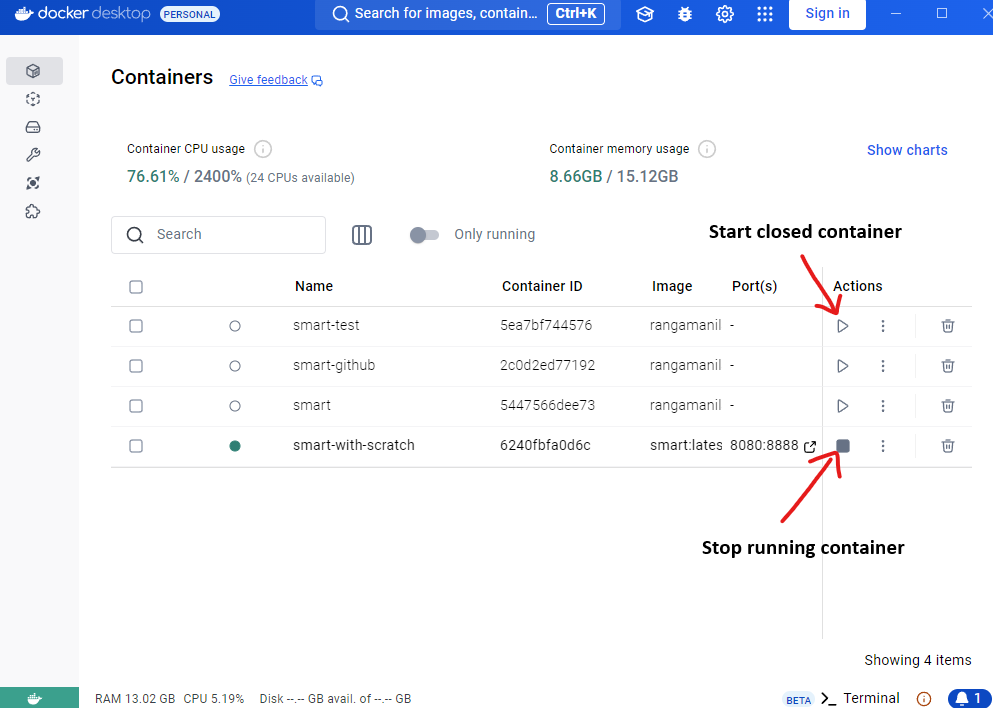 docker desktop PERSONAL Search for images, contain... Ctrl+K Sign in
Containers Give feedback
Container CPU usage Container memory usage Show charts
76.61% / 2400% (24 CPUs available) 8.66GB / 15.12GB
Search Only running Start closed container
Name Container ID Image Port(s) Actions
smart-test 5ea7bf744576 rangamanil -
smart-github 2c0d2ed77192 rangamanil -
smart 5447566dee73 rangamanil -
smart-with-scratch 6240fbfa0d6c smart:lates 8080:8888
Stop running container
Showing 4 items
RAM 13.02 GB CPU 5.19% Disk --.-- GB avail. of --.-- GB BETA >_ Terminal 1